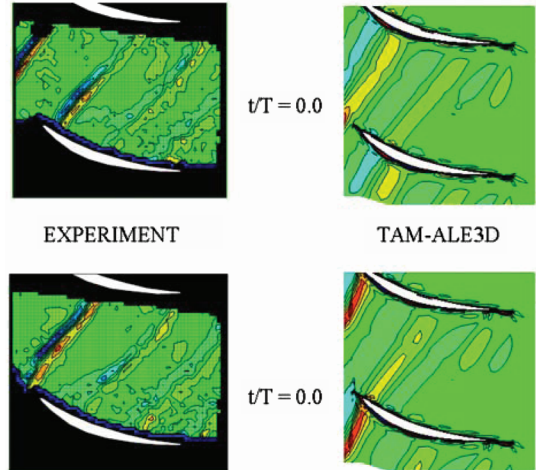 t/T = 0.0
EXPERIMENT
TAM-ALE3D
t/T = 0.0